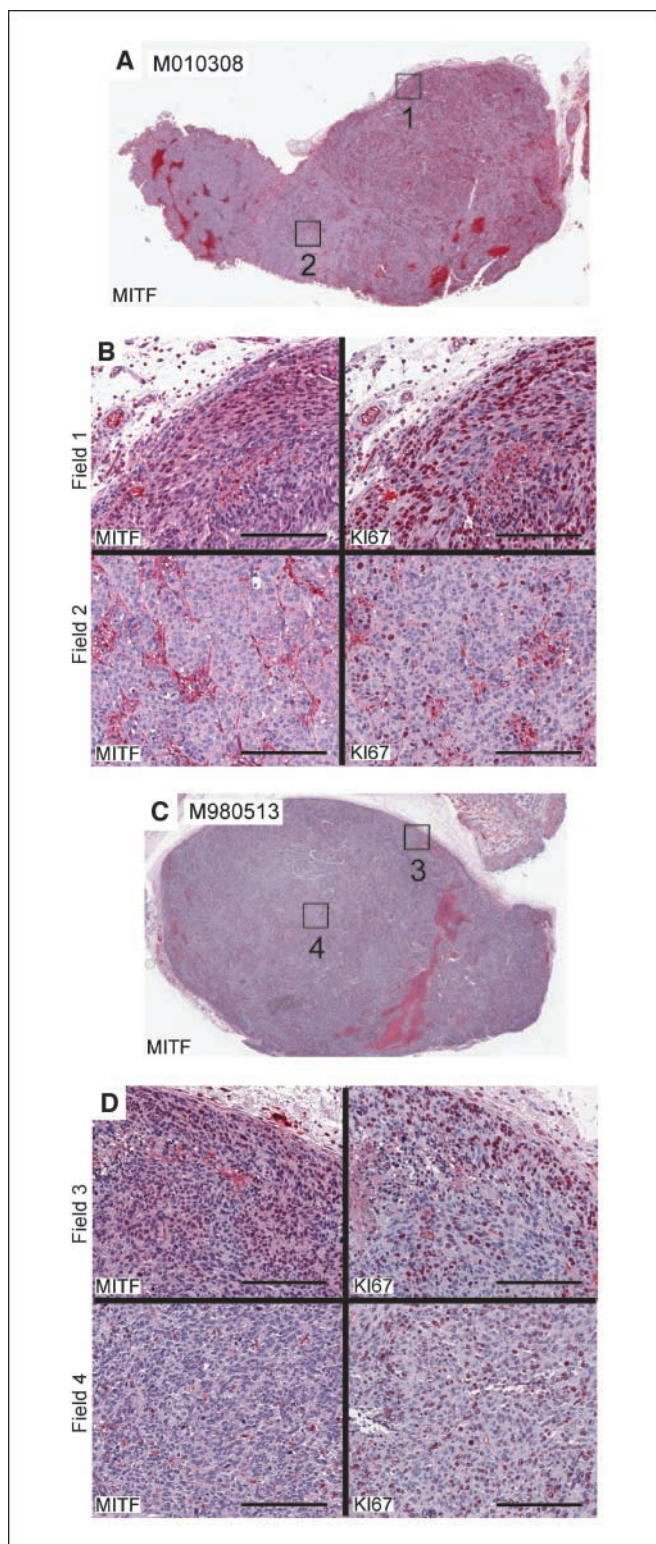 A M010308
1
2
MITF
B
Field 1
MITF
KI67
Field 2
MITF
KI67
C M980513
3
4
MITF
D
Field 3
MITF
KI67
Field 4
MITF
KI67